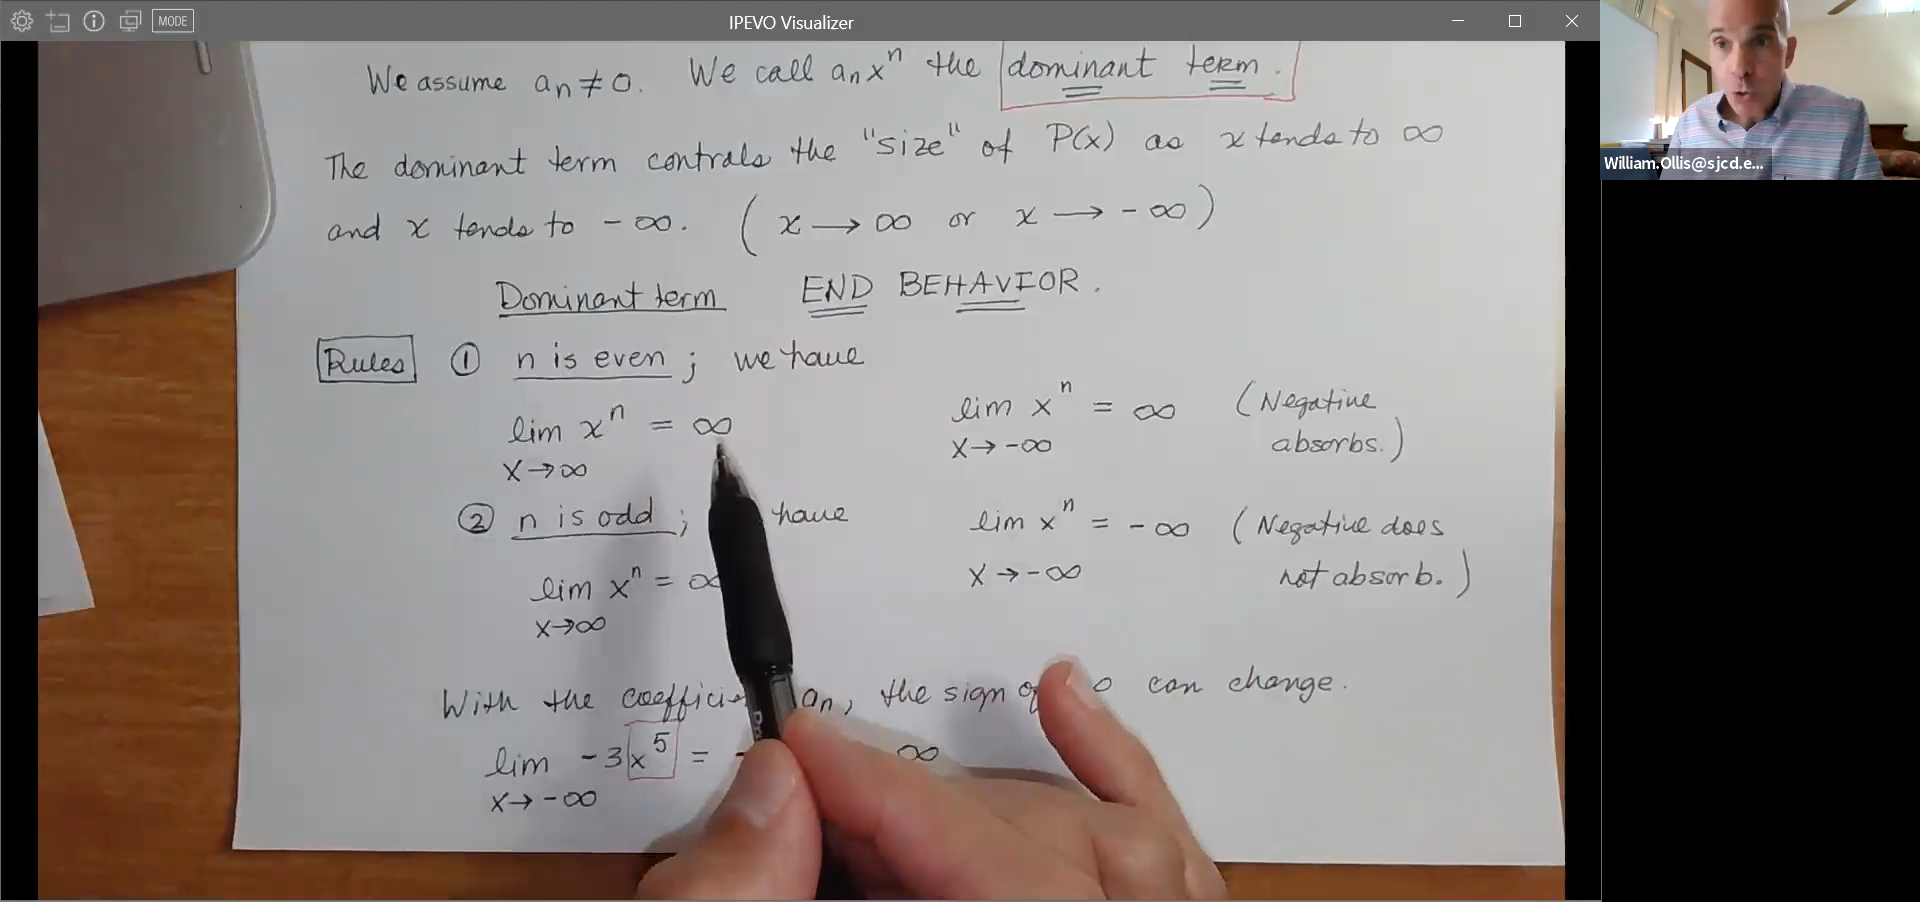 MODE
IPEVO Visualizer
William.Ollis@sjcd.e...
We assume aₙ ≠ 0. We call aₙxⁿ the dominant term.
The dominant term controls the "size" of P(x) as x tends to ∞
and x tends to -∞. (x → ∞ or x → -∞)
Dominant term END BEHAVIOR.
Rules ① n is even; we have
lim xⁿ = ∞ lim xⁿ = ∞ (Negative
x→∞ x→-∞ absorbs.)
② n is odd; have
lim xⁿ = ∞ lim xⁿ = -∞ (Negative does
x→∞ x→-∞ not absorb.)
With the aₙ, the sign can change.
lim -3x⁵ = - ∞
x→-∞